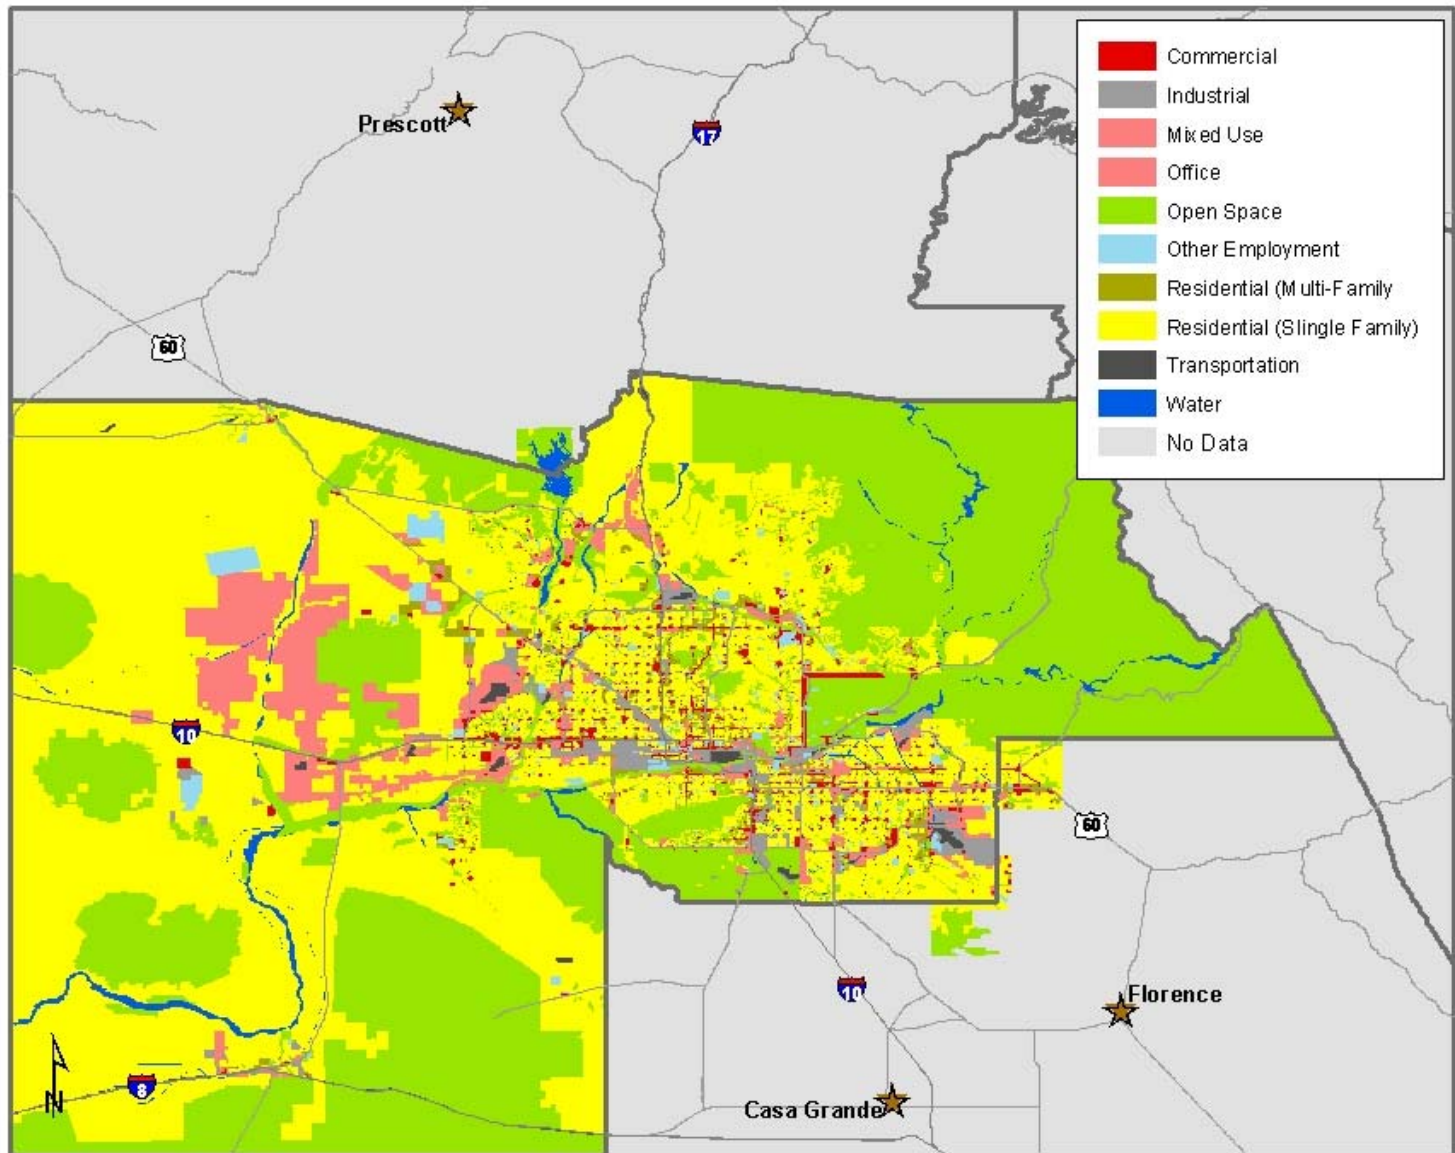 Commercial
Industrial
Mixed Use
Office
Open Space
Other Employment
Residential (Multi-Family
Residential (Slingle Family)
Transportation
Water
No Data
Prescott
17
60
10
60
10
Florence
N
8
Casa Grande